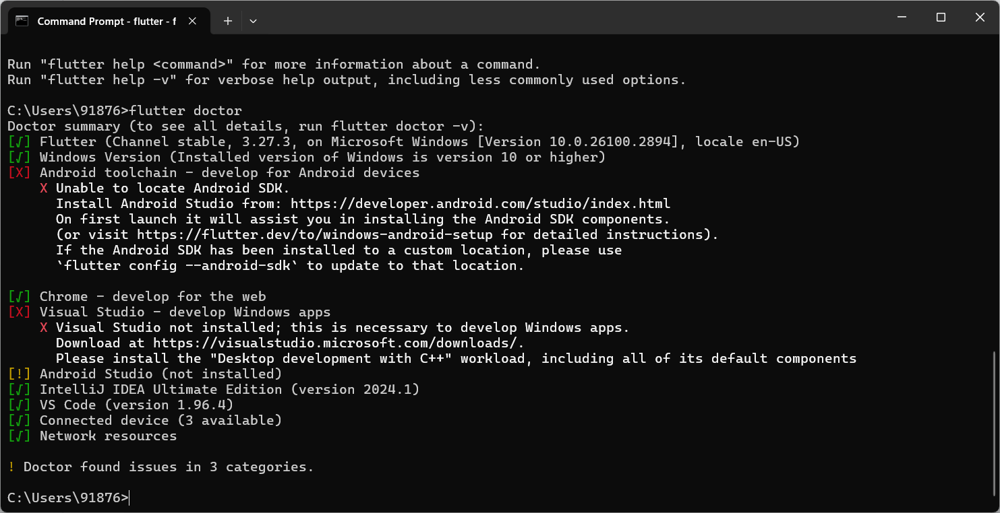 Command Prompt - flutter - f
Run "flutter help <command>" for more information about a command.
Run "flutter help -v" for verbose help output, including less commonly used options.
C:\Users\91876>flutter doctor
Doctor summary (to see all details, run flutter doctor -v):
[√] Flutter (Channel stable, 3.27.3, on Microsoft Windows [Version 10.0.26100.2894], locale en-US)
[√] Windows Version (Installed version of Windows is version 10 or higher)
[X] Android toolchain - develop for Android devices
X Unable to locate Android SDK.
Install Android Studio from: https://developer.android.com/studio/index.html
On first launch it will assist you in installing the Android SDK components.
(or visit https://flutter.dev/to/windows-android-setup for detailed instructions).
If the Android SDK has been installed to a custom location, please use
`flutter config --android-sdk` to update to that location.
[√] Chrome - develop for the web
[X] Visual Studio - develop Windows apps
X Visual Studio not installed; this is necessary to develop Windows apps.
Download at https://visualstudio.microsoft.com/downloads/.
Please install the "Desktop development with C++" workload, including all of its default components
[!] Android Studio (not installed)
[√] IntelliJ IDEA Ultimate Edition (version 2024.1)
[√] VS Code (version 1.96.4)
[√] Connected device (3 available)
[√] Network resources
! Doctor found issues in 3 categories.
C:\Users\91876>